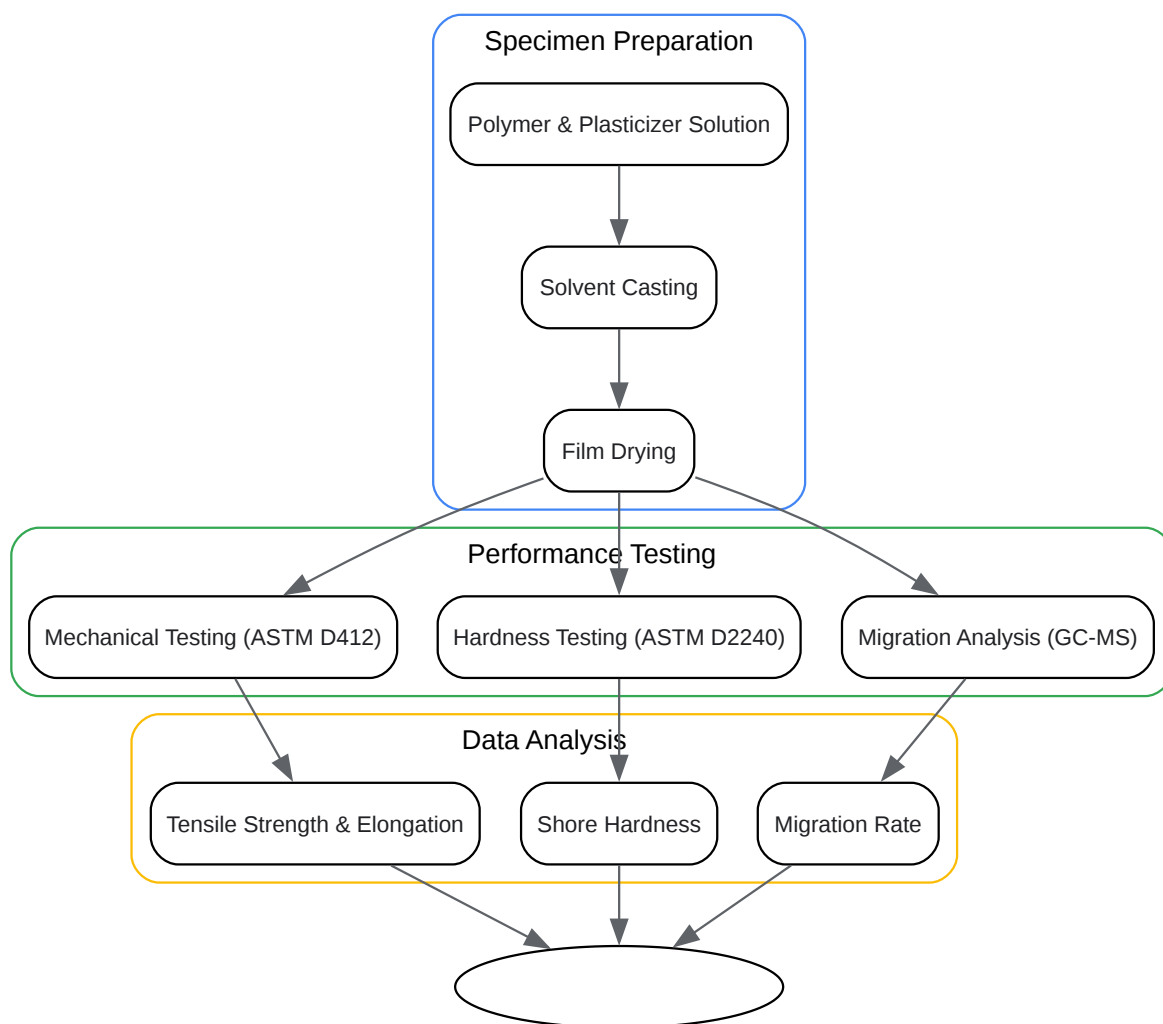 Specimen Preparation
Polymer & Plasticizer Solution
Solvent Casting
Film Drying
Performance Testing
Mechanical Testing (ASTM D412)
Hardness Testing (ASTM D2240)
Migration Analysis (GC-MS)
Data Analysis
Tensile Strength & Elongation
Shore Hardness
Migration Rate